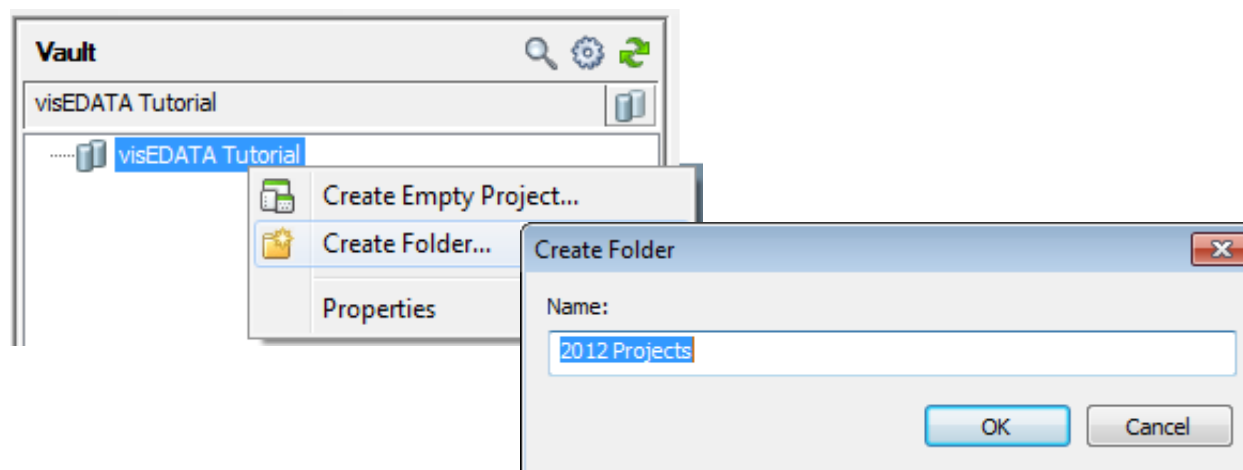 Vault
visEDATA Tutorial
visEDATA Tutorial
Create Empty Project...
Create Folder...
Properties
Create Folder
Name:
2012 Projects
OK
Cancel